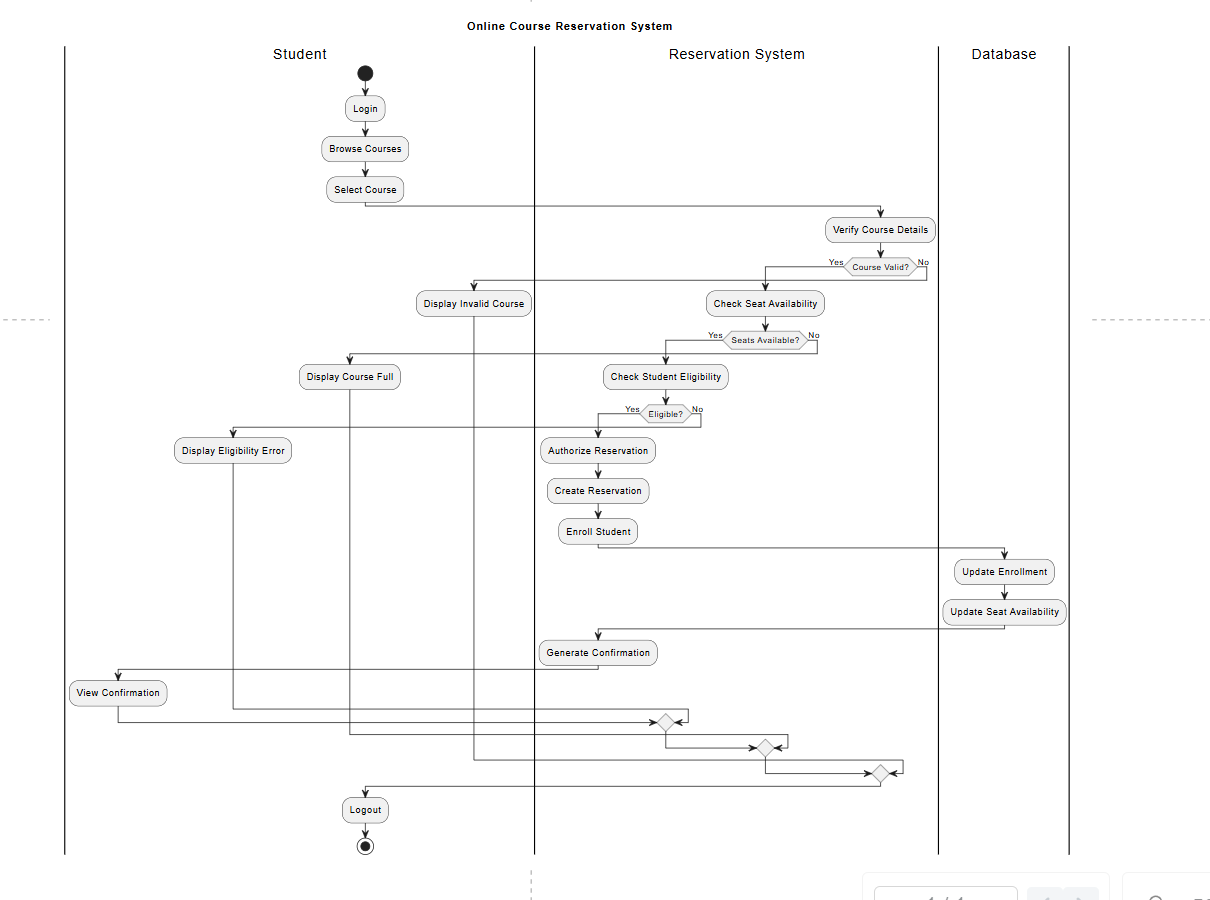 Online Course Reservation System
Student
Reservation System
Database
Login
Browse Courses
Select Course
Verify Course Details
Yes
Course Valid?
No
Display Invalid Course
Check Seat Availability
Yes
Seats Available?
No
Display Course Full
Check Student Eligibility
Yes
Eligible?
No
Display Eligibility Error
Authorize Reservation
Create Reservation
Enroll Student
Update Enrollment
Update Seat Availability
Generate Confirmation
View Confirmation
Logout